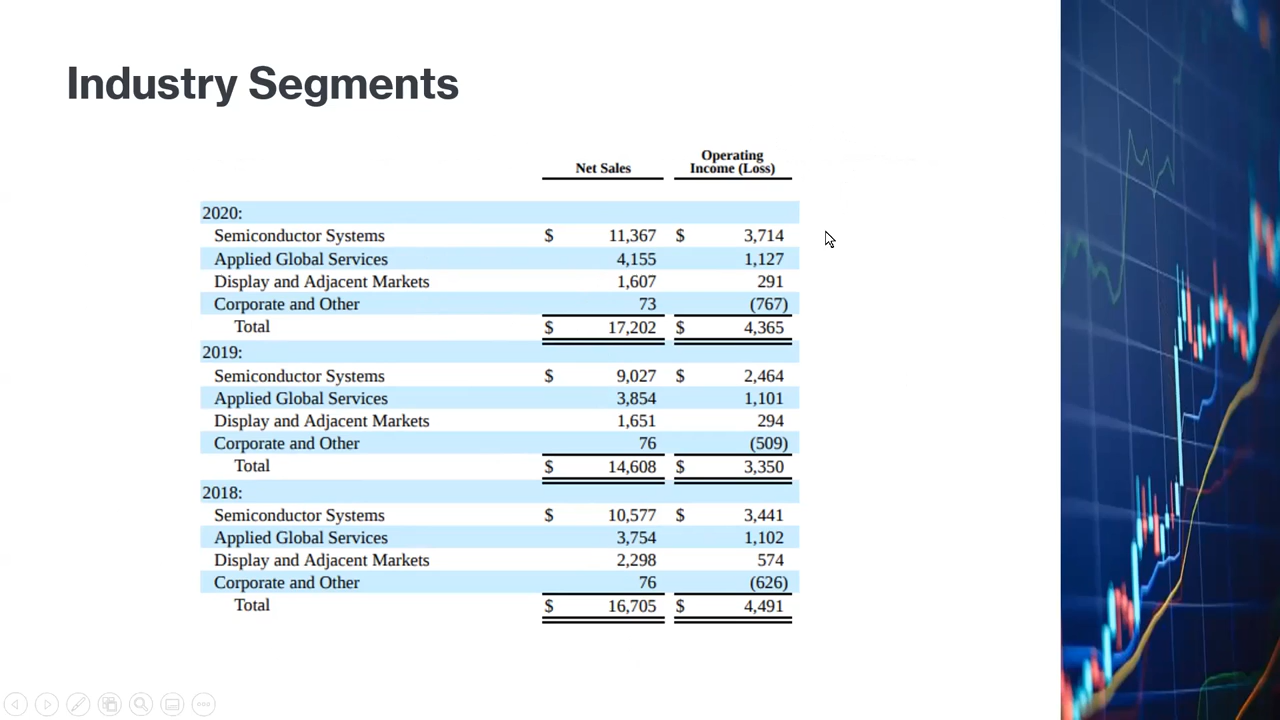 Industry Segments
Net Sales Operating Income (Loss)
2020:
Semiconductor Systems $ 11,367 $ 3,714
Applied Global Services 4,155 1,127
Display and Adjacent Markets 1,607 291
Corporate and Other 73 (767)
Total $ 17,202 $ 4,365
2019:
Semiconductor Systems $ 9,027 $ 2,464
Applied Global Services 3,854 1,101
Display and Adjacent Markets 1,651 294
Corporate and Other 76 (509)
Total $ 14,608 $ 3,350
2018:
Semiconductor Systems $ 10,577 $ 3,441
Applied Global Services 3,754 1,102
Display and Adjacent Markets 2,298 574
Corporate and Other 76 (626)
Total $ 16,705 $ 4,491